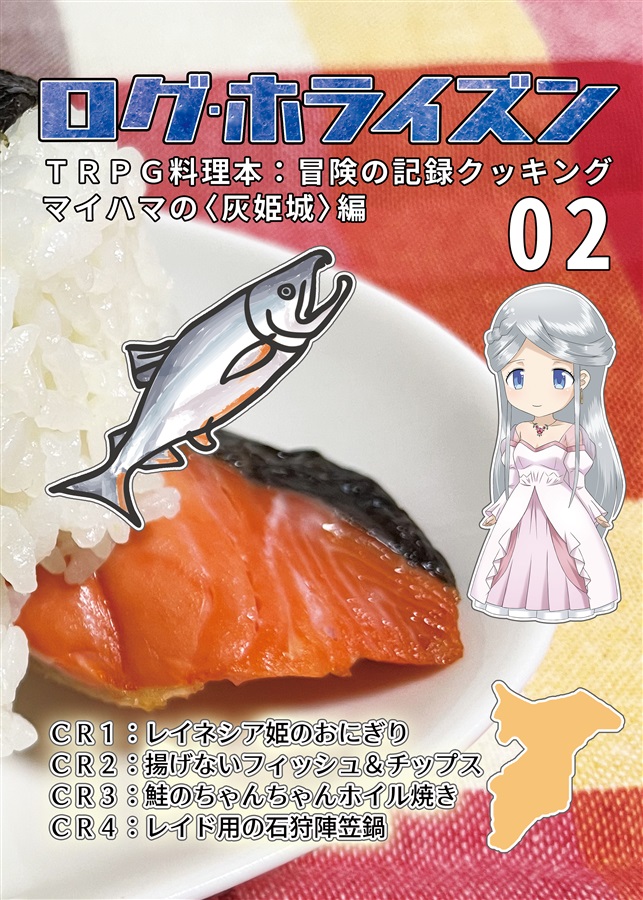 ログ・ホライズン
TRPG料理本：冒険の記録クッキング
マイハマの〈灰姫城〉編
02
CR1：レイネシア姫のおにぎり
CR2：揚げないフィッシュ＆チップス
CR3：鮭のちゃんちゃんホイル焼き
CR4：レイド用の石狩陣笠鍋